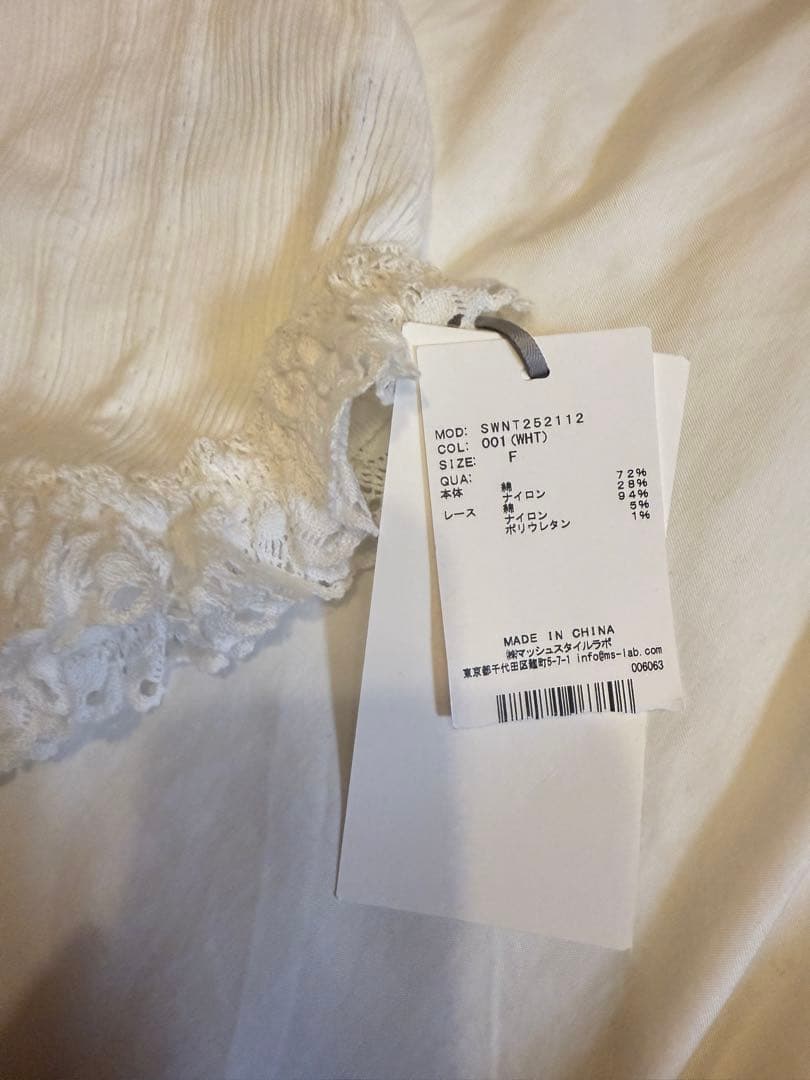 MOD: SWNT252112
COL: 001(WHT)
SIZE: F
QUA:
本体 綿 72%
ナイロン 28%
レース 綿 94%
ナイロン 5%
ポリウレタン 1%
MADE IN CHINA
㈱マッシュスタイルラボ
東京都千代田区麹町5-7-1 info@ms-lab.com
006063